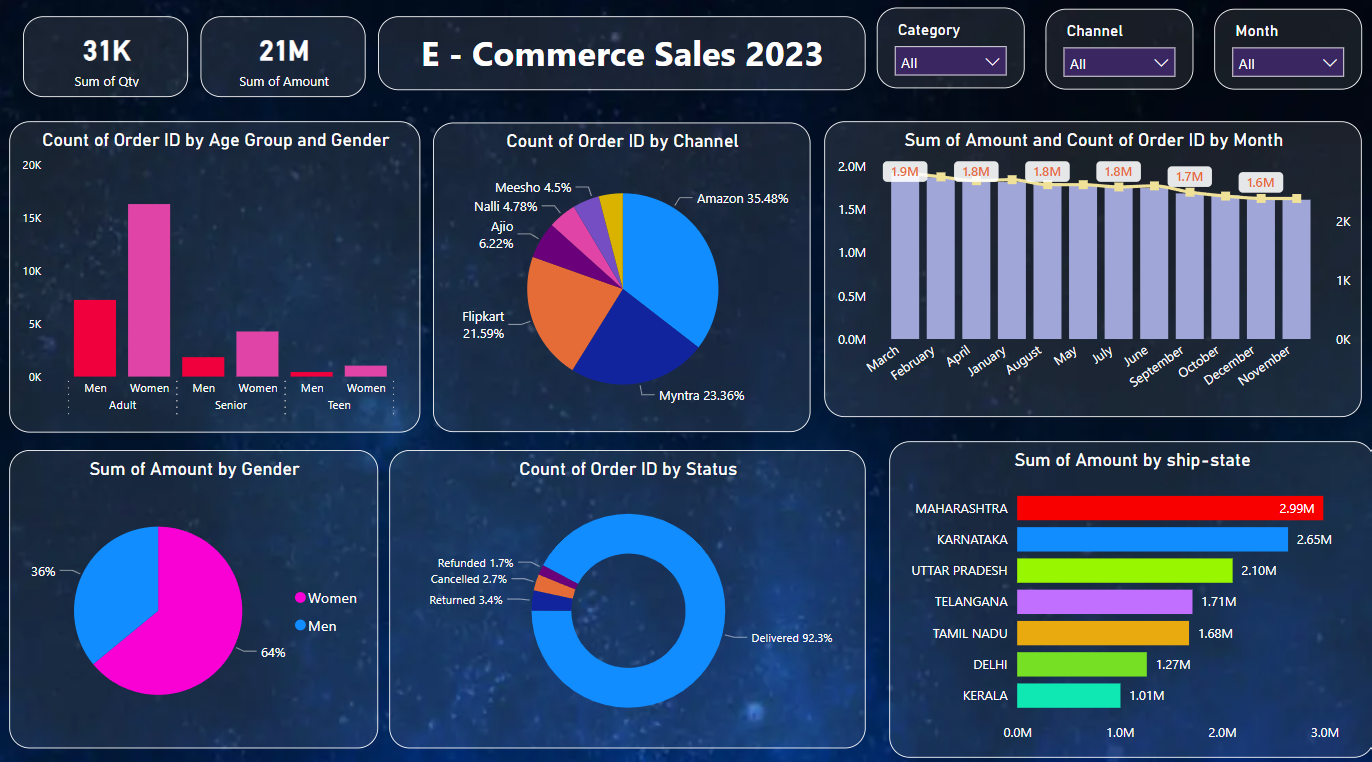 31K
Sum of Qty
21M
Sum of Amount
E - Commerce Sales 2023
Category
All
Channel
All
Month
All
Count of Order ID by Age Group and Gender
20K
15K
10K
5K
0K
Men
Women
Men
Women
Men
Women
Adult
Senior
Teen
Count of Order ID by Channel
Meesho 4.5%
Nalli 4.78%
Ajio
6.22%
Flipkart
21.59%
Amazon 35.48%
Myntra 23.36%
Sum of Amount and Count of Order ID by Month
2.0M
1.5M
1.0M
0.5M
0.0M
1.9M
1.8M
1.8M
1.8M
1.7M
1.6M
2K
1K
0K
March
February
April
January
August
May
July
June
September
October
December
November
Sum of Amount by Gender
36%
64%
Women
Men
Count of Order ID by Status
Refunded 1.7%
Cancelled 2.7%
Returned 3.4%
Delivered 92.3%
Sum of Amount by ship-state
MAHARASHTRA 2.99M
KARNATAKA 2.65M
UTTAR PRADESH 2.10M
TELANGANA 1.71M
TAMIL NADU 1.68M
DELHI 1.27M
KERALA 1.01M
0.0M 1.0M 2.0M 3.0M